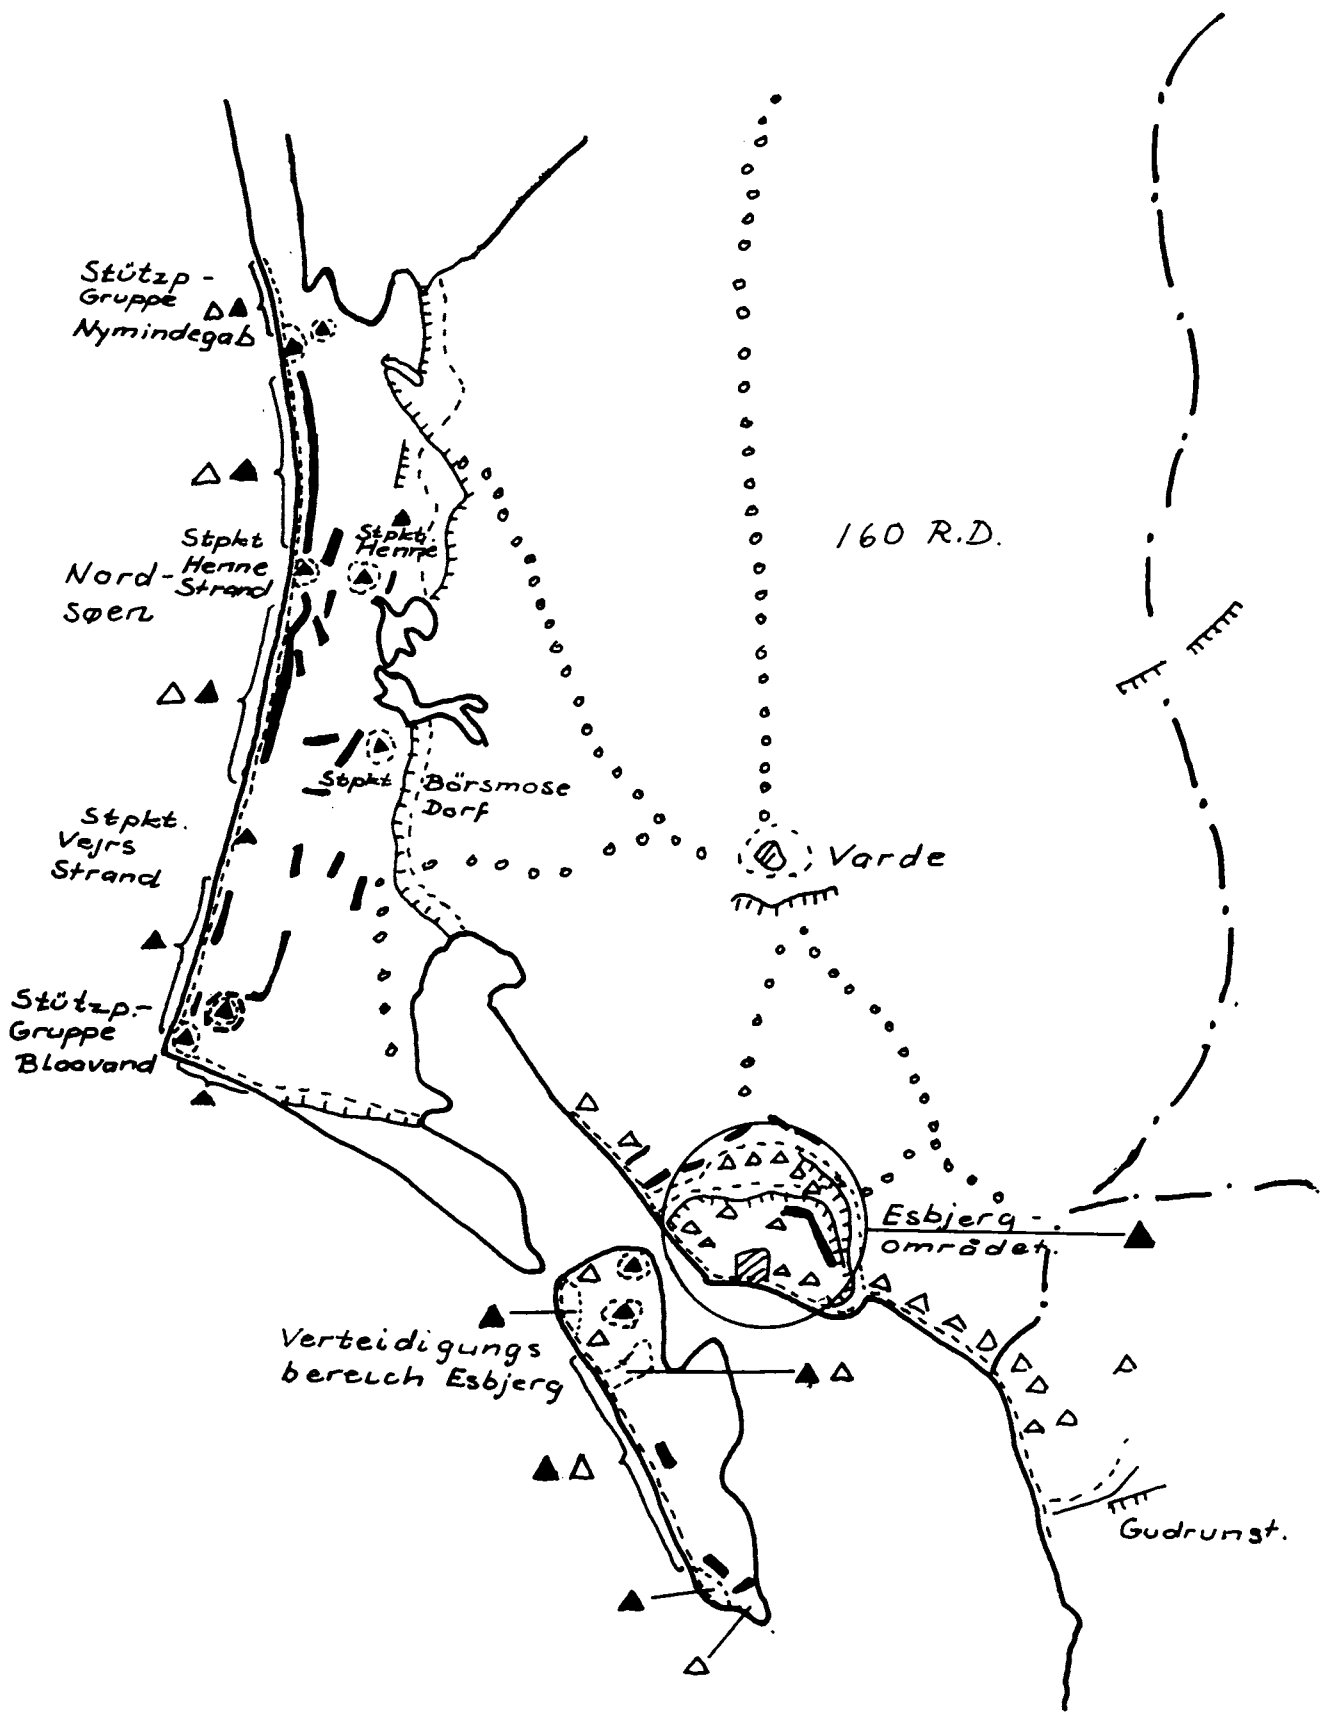 Stützp-
Gruppe
Nymindegab
160 R.D.
Stpkt
Henne
Strand
Stpkt.
Henne
Nord-
søen
Stpkt
Börsmose
Dorf
Stpkt.
Vejrs
Strand
Varde
Stützp.-
Gruppe
Blaavand
Esbjerg-
området.
Verteidigungs
bereich Esbjerg
Gudrunst.